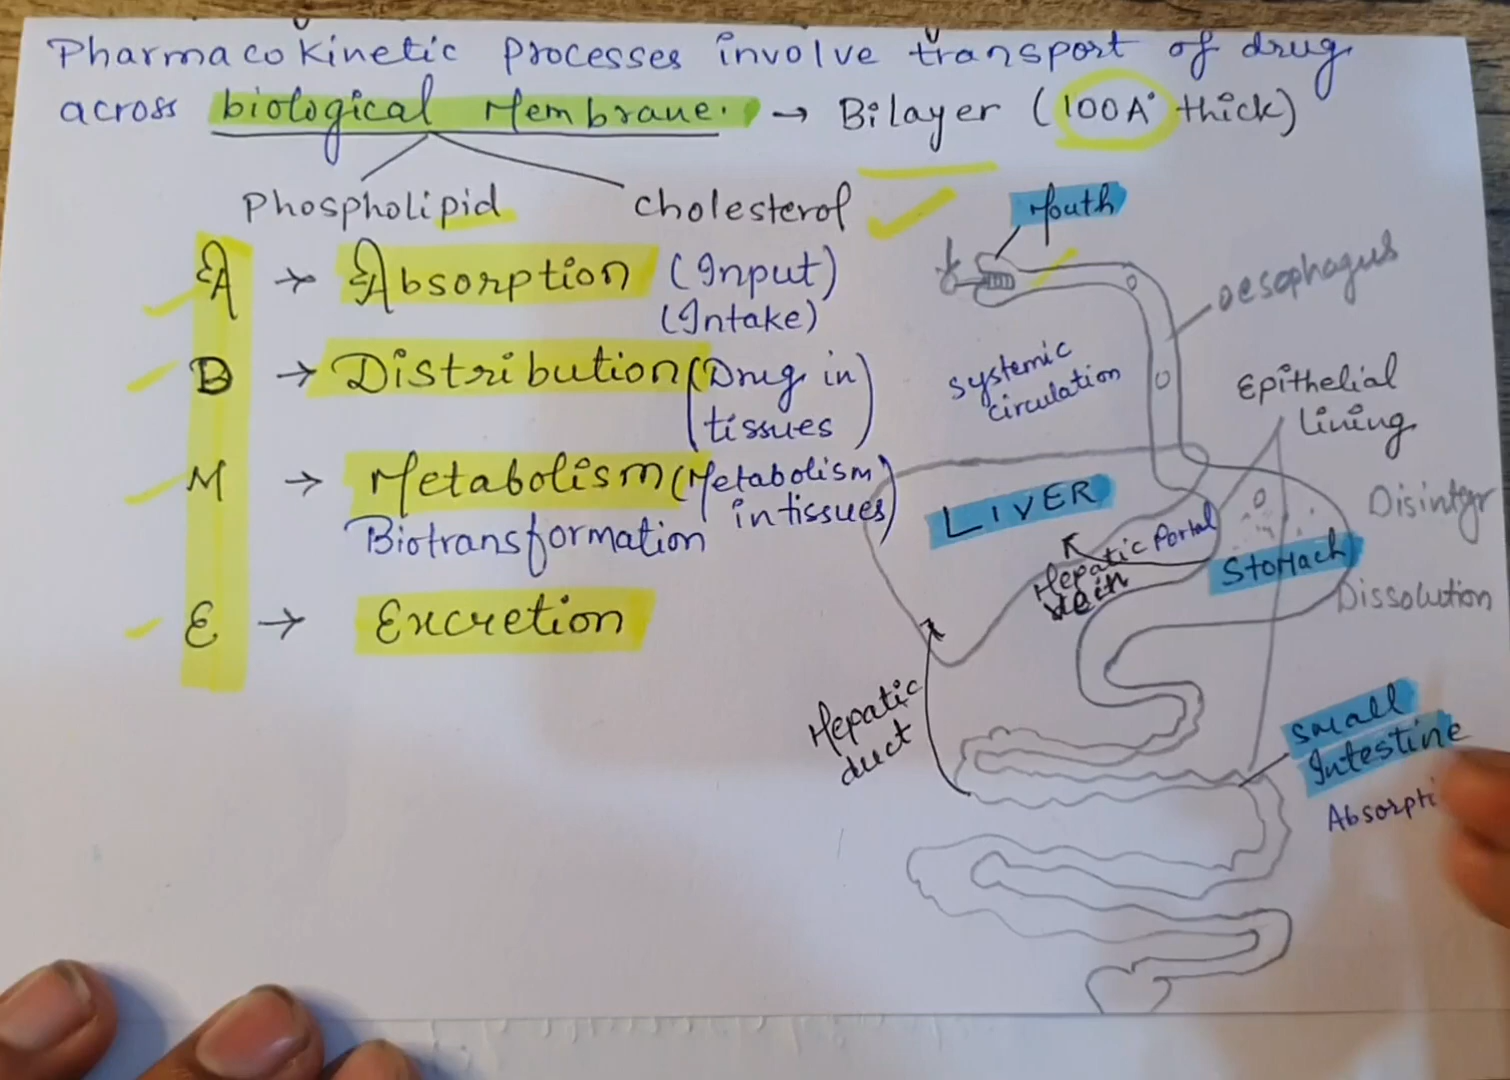 Pharmacokinetic Processes involve transport of drug
across biological Membrane. → Bilayer (100A° thick)
Phospholipid
cholesterol
Mouth
A → Absorption (Input)
(Intake)
oesophagus
D → Distribution (Drug in
tissues)
systemic
circulation
Epithelial
lining
M → Metabolism (Metabolism
in tissues)
Biotransformation
LIVER
Hepatic Portal
vein
Stomach
Disintegr
Dissolution
E → Excretion
Hepatic
duct
Small
Intestine
Absorpti